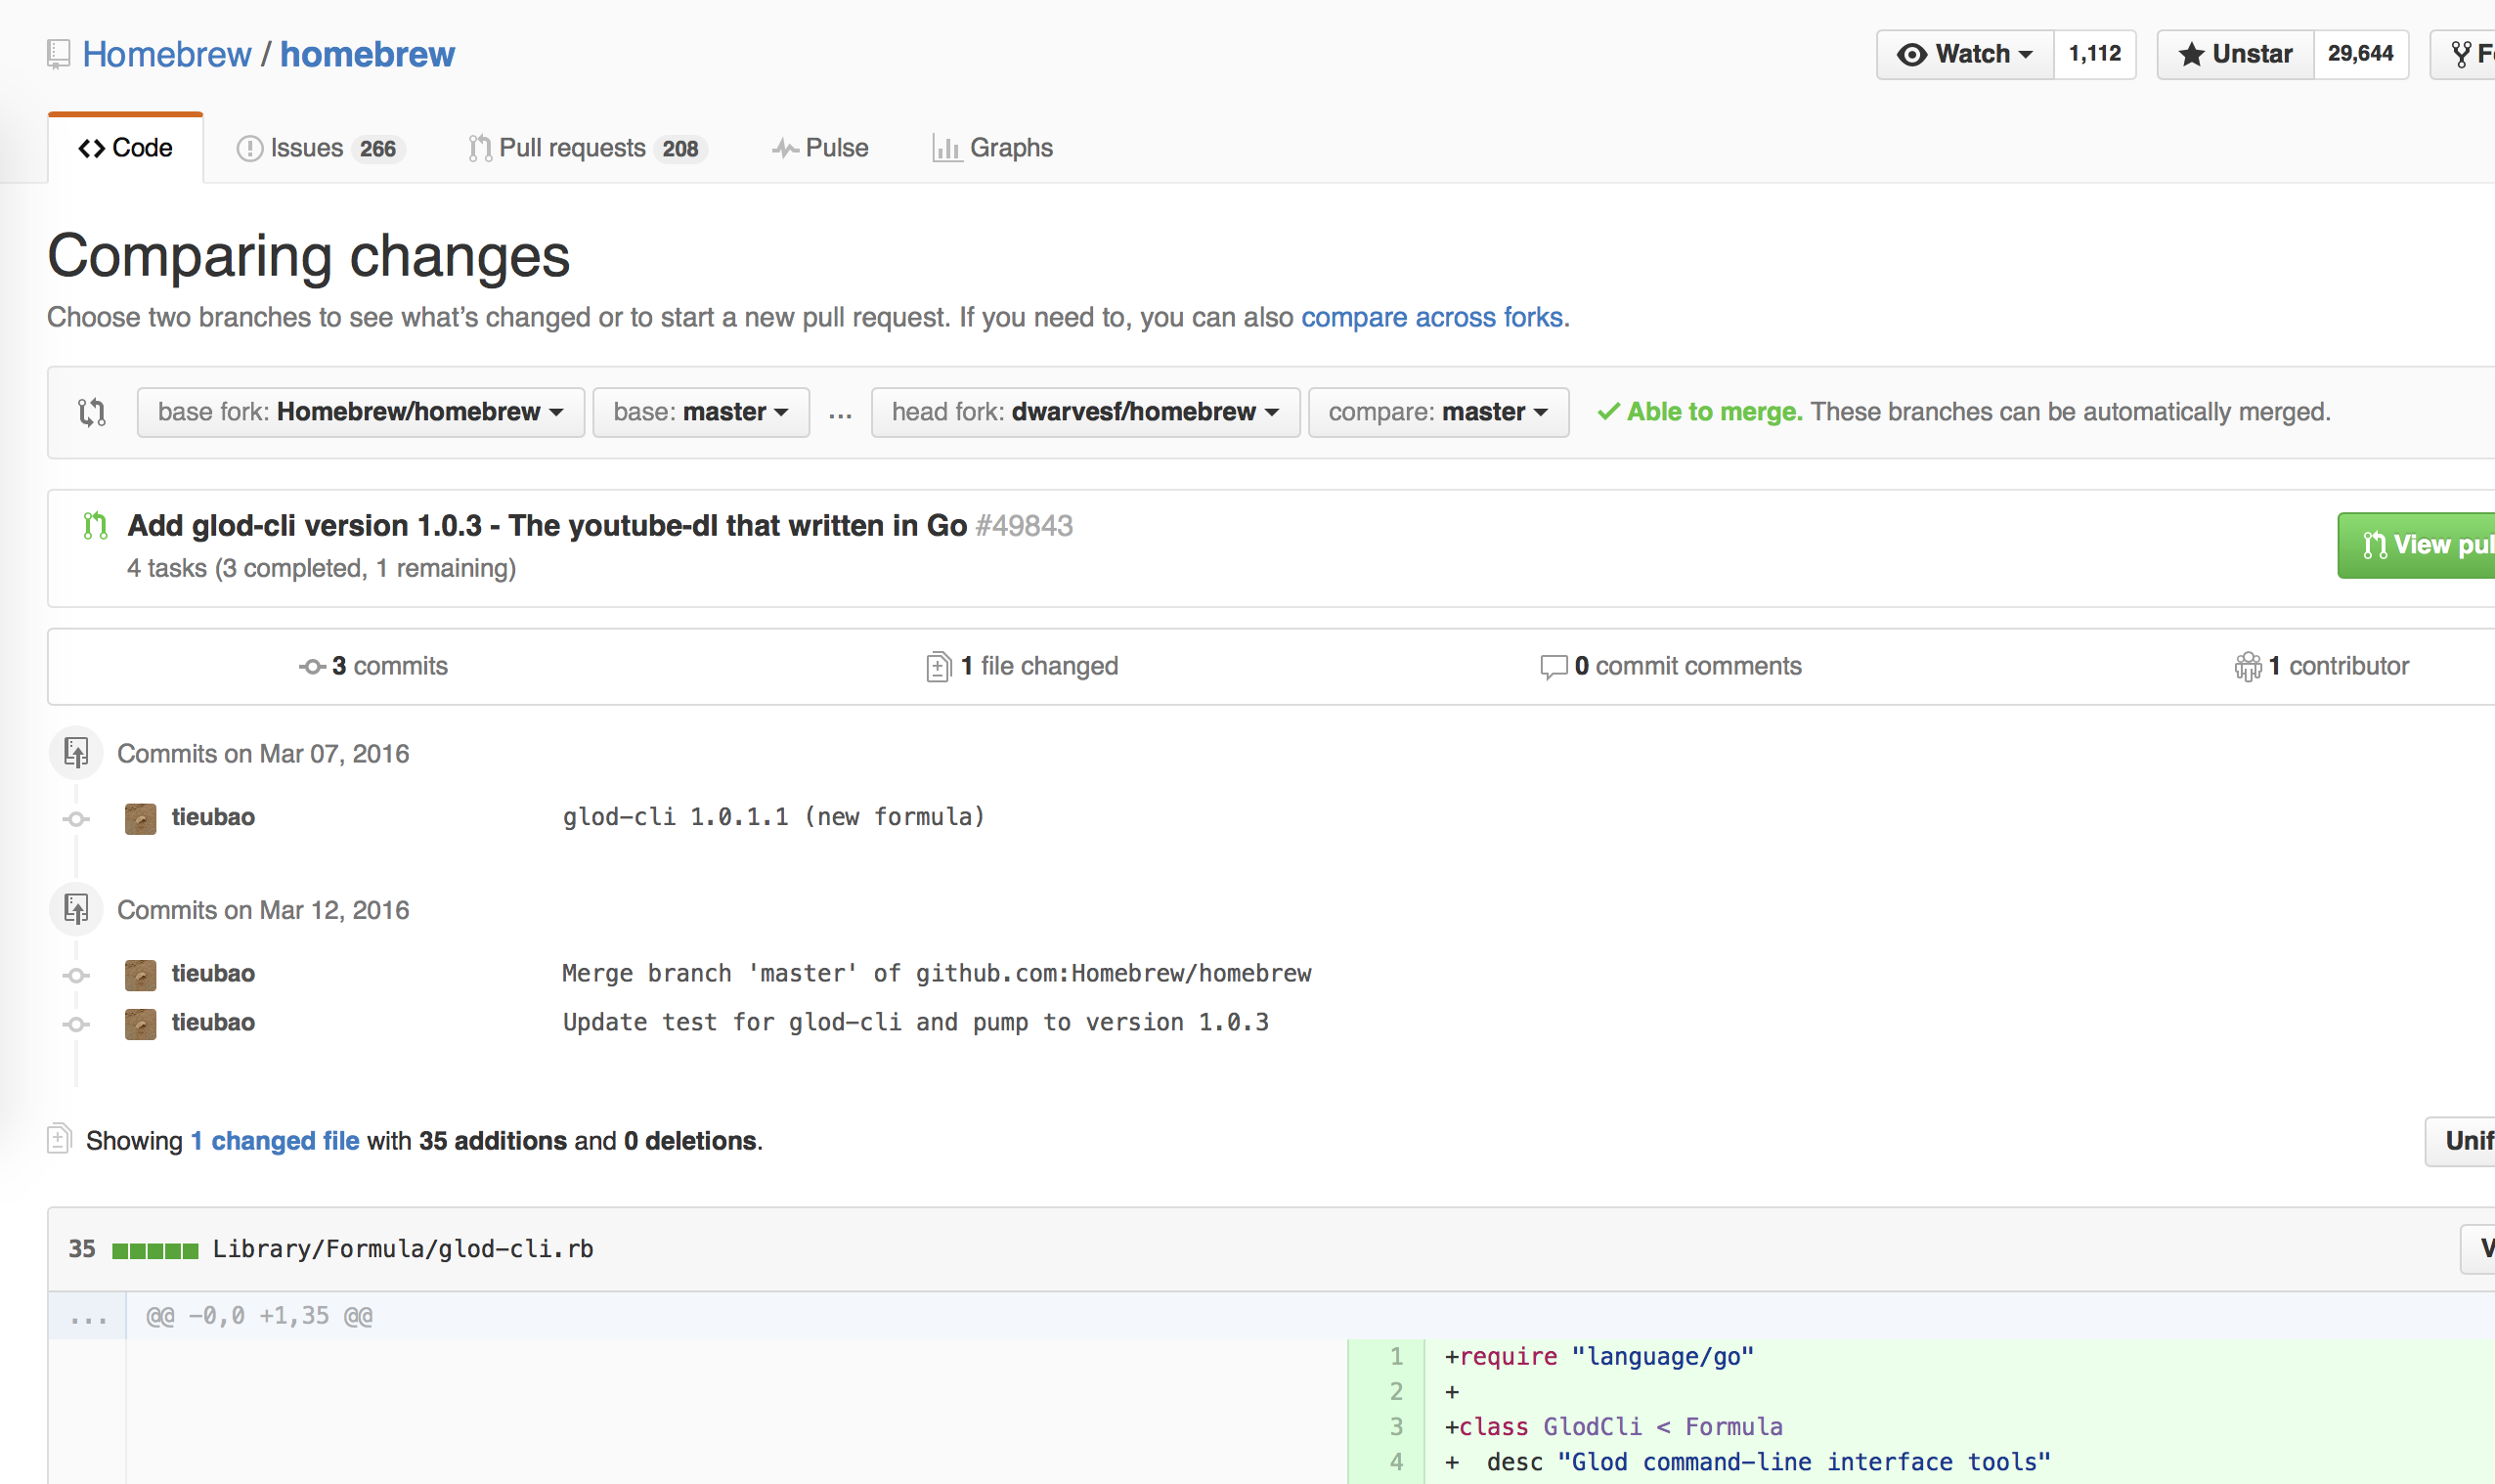 Homebrew / homebrew
Watch 1,112 Unstar 29,644
Code Issues 266 Pull requests 208 Pulse Graphs
Comparing changes
Choose two branches to see what's changed or to start a new pull request. If you need to, you can also compare across forks.
base fork: Homebrew/homebrew base: master ... head fork: dwarvesf/homebrew compare: master Able to merge. These branches can be automatically merged.
Add glod-cli version 1.0.3 - The youtube-dl that written in Go #49843
View
4 tasks (3 completed, 1 remaining)
3 commits 1 file changed 0 commit comments 1 contributor
Commits on Mar 07, 2016
tieubao glod-cli 1.0.1.1 (new formula)
Commits on Mar 12, 2016
tieubao Merge branch 'master' of github.com:Homebrew/homebrew
tieubao Update test for glod-cli and pump to version 1.0.3
Showing 1 changed file with 35 additions and 0 deletions.
35 Library/Formula/glod-cli.rb
... @@ -0,0 +1,35 @@
1 +require "language/go"
2 +
3 +class GlodCli < Formula
4 + desc "Glod command-line interface tools"